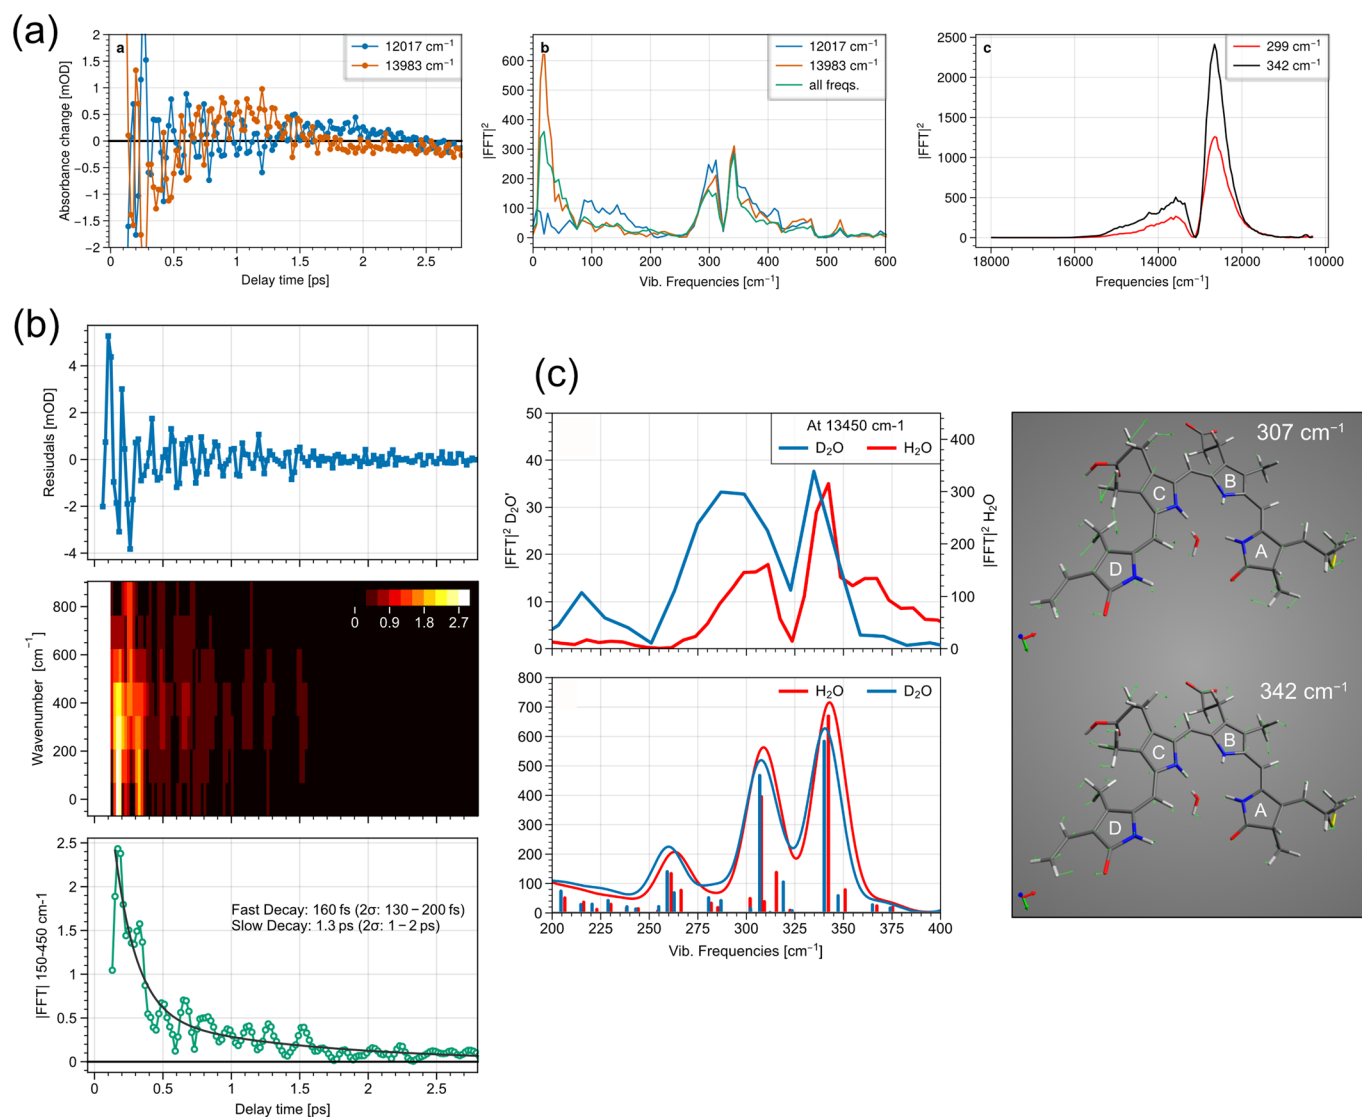 (a)
a
12017 cm⁻¹
13983 cm⁻¹
Absorbance change [mOD]
2
1.5
1
0.5
0
−0.5
−1
−1.5
−2
0 0.5 1 1.5 2 2.5
Delay time [ps]
b
12017 cm⁻¹
13983 cm⁻¹
all freqs.
|FFT|²
600
500
400
300
200
100
0
0 100 200 300 400 500 600
Vib. Frequencies [cm⁻¹]
c
299 cm⁻¹
342 cm⁻¹
|FFT|²
2500
2000
1500
1000
500
0
18000 16000 14000 12000 10000
Frequencies [cm⁻¹]
(b)
Resiudals [mOD]
4
2
0
−2
−4
Wavenumber [cm⁻¹]
800
600
400
200
0
0 0.9 1.8 2.7
|FFT| 150-450 cm-1
2.5
2
1.5
1
0.5
0
Fast Decay: 160 fs (2σ: 130 − 200 fs)
Slow Decay: 1.3 ps (2σ: 1 − 2 ps)
0 0.5 1 1.5 2 2.5
Delay time [ps]
(c)
At 13450 cm-1
D₂O H₂O
|FFT|² D₂O'
50
40
30
20
10
0
|FFT|² H₂O
400
300
200
100
0
H₂O D₂O
800
700
600
500
400
300
200
100
0
200 225 250 275 300 325 350 375 400
Vib. Frequencies [cm⁻¹]
307 cm⁻¹
C
B
A
D
342 cm⁻¹
C
B
A
D